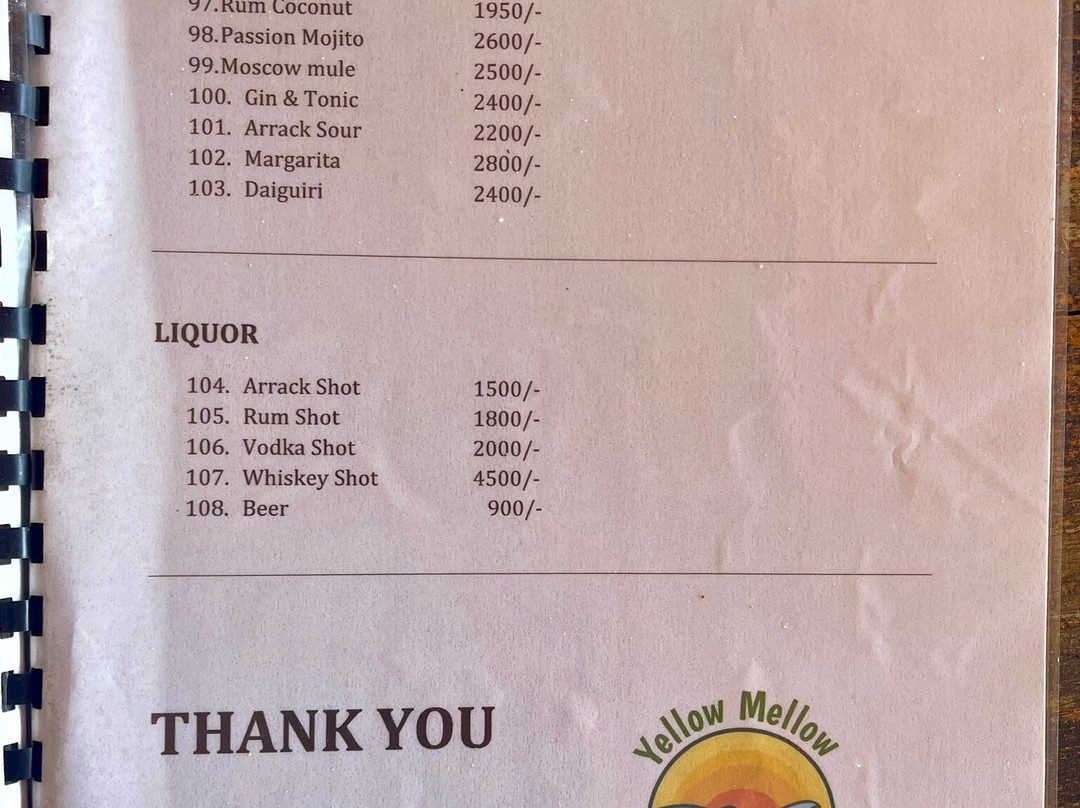 97.Rum Coconut 1950/-
98.Passion Mojito 2600/-
99.Moscow mule 2500/-
100. Gin & Tonic 2400/-
101. Arrack Sour 2200/-
102. Margarita 2800/-
103. Daiguiri 2400/-
LIQUOR
104. Arrack Shot 1500/-
105. Rum Shot 1800/-
106. Vodka Shot 2000/-
107. Whiskey Shot 4500/-
108. Beer 900/-
THANK YOU
Yellow Mellow